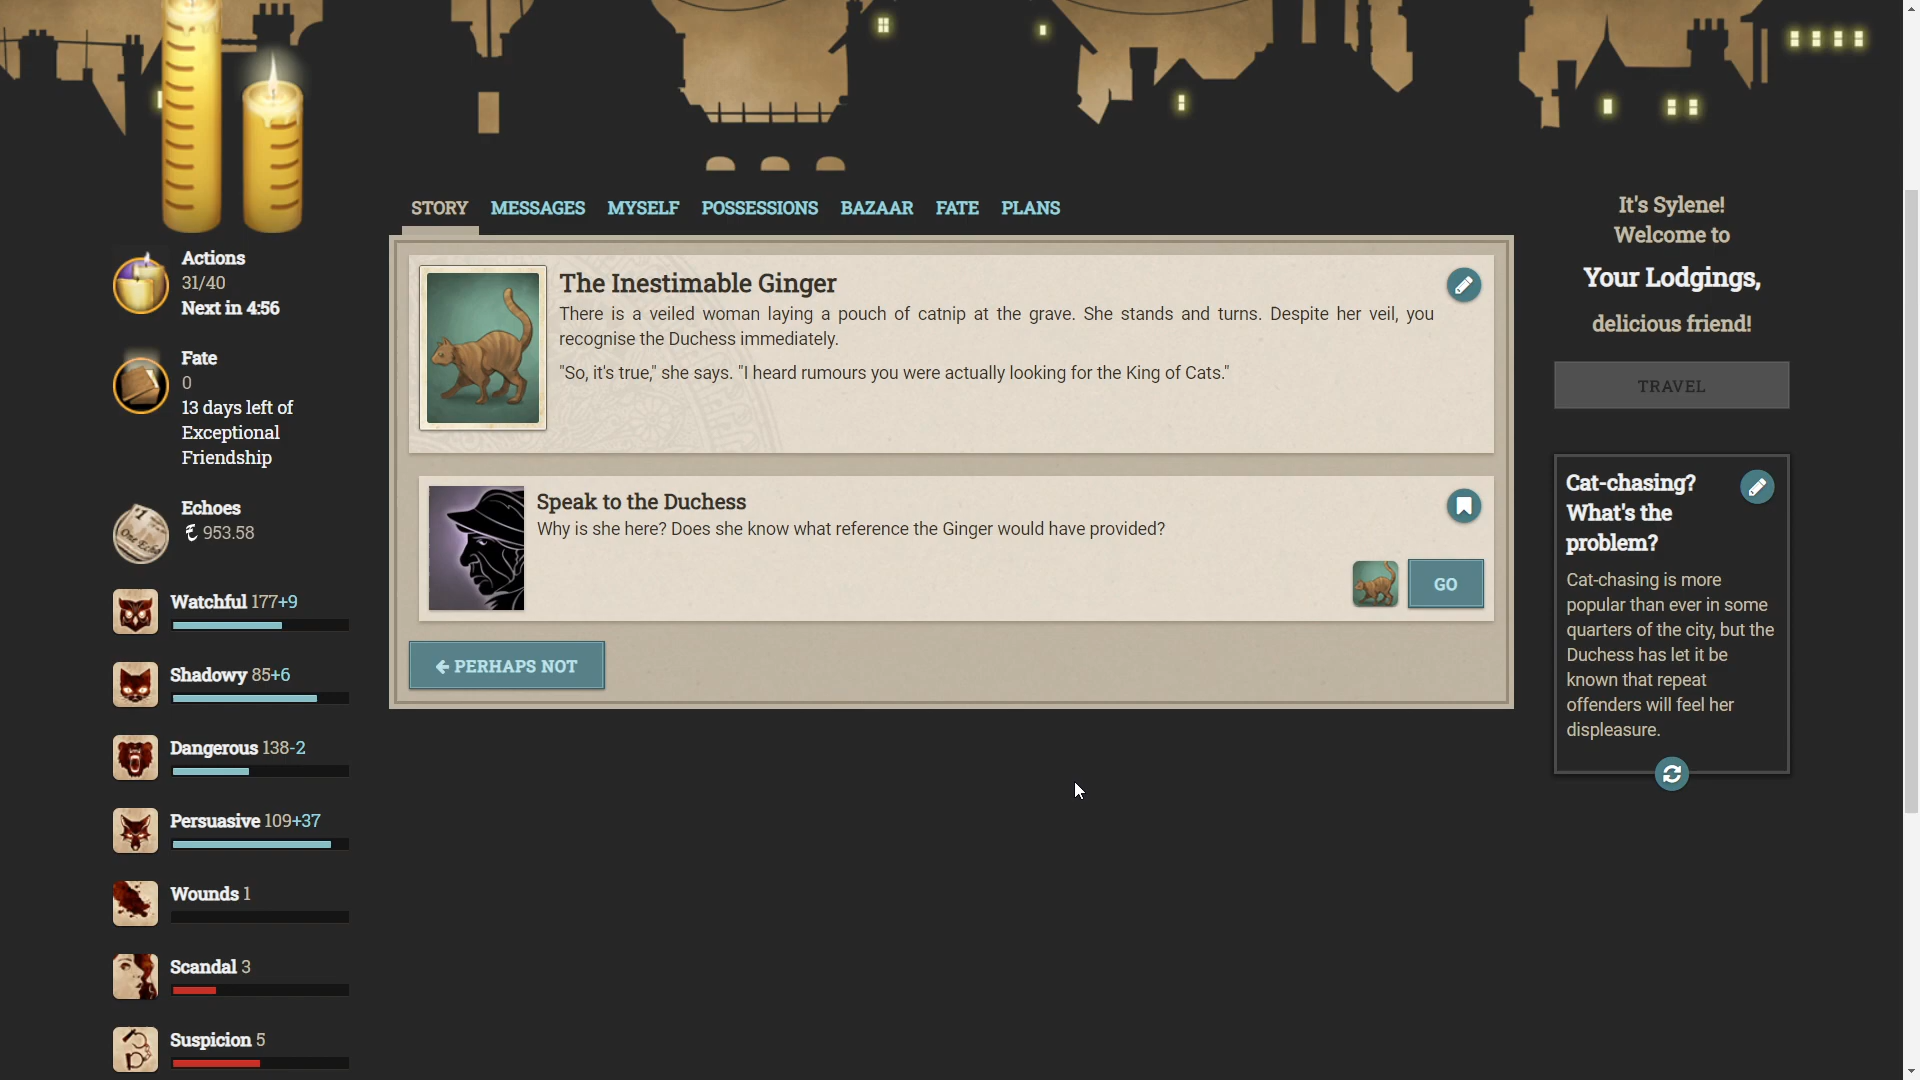 STORY MESSAGES MYSELF POSSESSIONS BAZAAR FATE PLANS
Actions
31/40
Next in 4:56
Fate
0
13 days left of
Exceptional
Friendship
Echoes
953.58
Watchful 177+9
Shadowy 85+6
Dangerous 138-2
Persuasive 109+37
Wounds 1
Scandal 3
Suspicion 5
The Inestimable Ginger
There is a veiled woman laying a pouch of catnip at the grave. She stands and turns. Despite her veil, you
recognise the Duchess immediately.
"So, it's true," she says. "I heard rumours you were actually looking for the King of Cats."
Speak to the Duchess
Why is she here? Does she know what reference the Ginger would have provided?
GO
PERHAPS NOT
It's Sylene!
Welcome to
Your Lodgings,
delicious friend!
TRAVEL
Cat-chasing?
What's the
problem?
Cat-chasing is more
popular than ever in some
quarters of the city, but the
Duchess has let it be
known that repeat
offenders will feel her
displeasure.